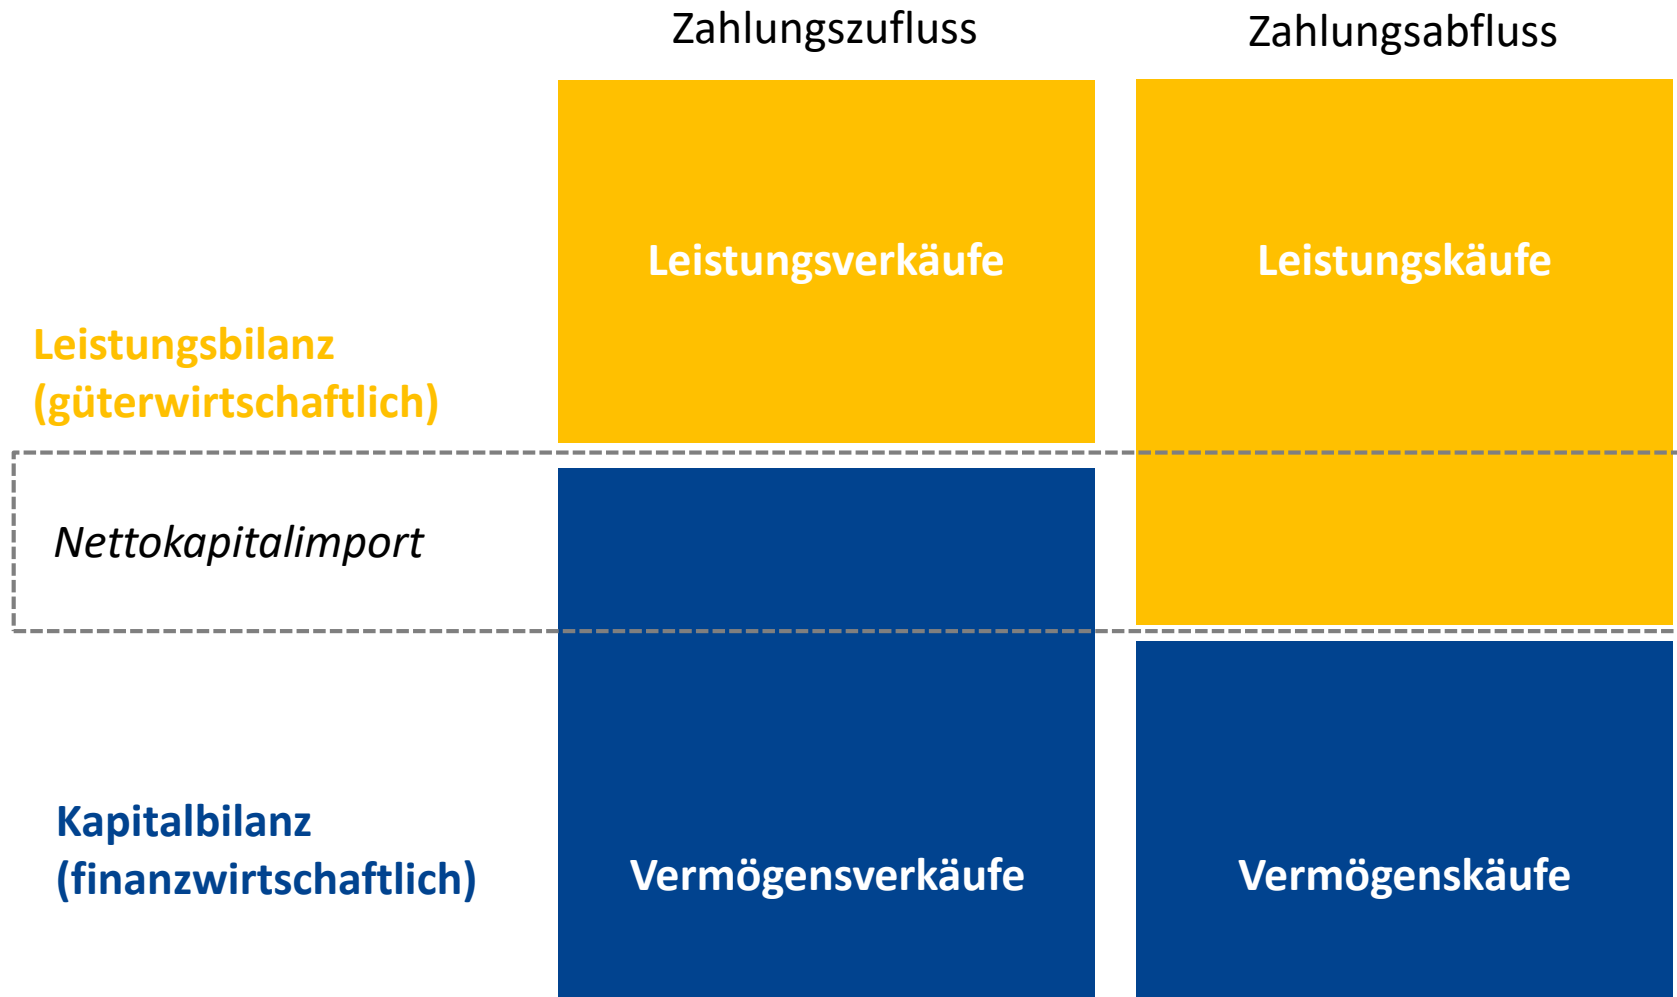 Zahlungszufluss
Zahlungsabfluss
Leistungsverkäufe
Leistungskäufe
Leistungsbilanz
(güterwirtschaftlich)
Nettokapitalimport
Kapitalbilanz
(finanzwirtschaftlich)
Vermögensverkäufe
Vermögenskäufe